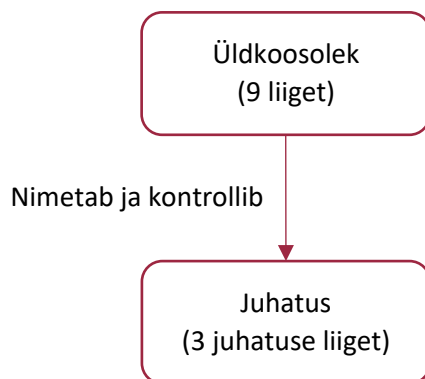 Üldkoosolek
(9 liiget)
Nimetab ja kontrollib
Juhatus
(3 juhatuse liiget)